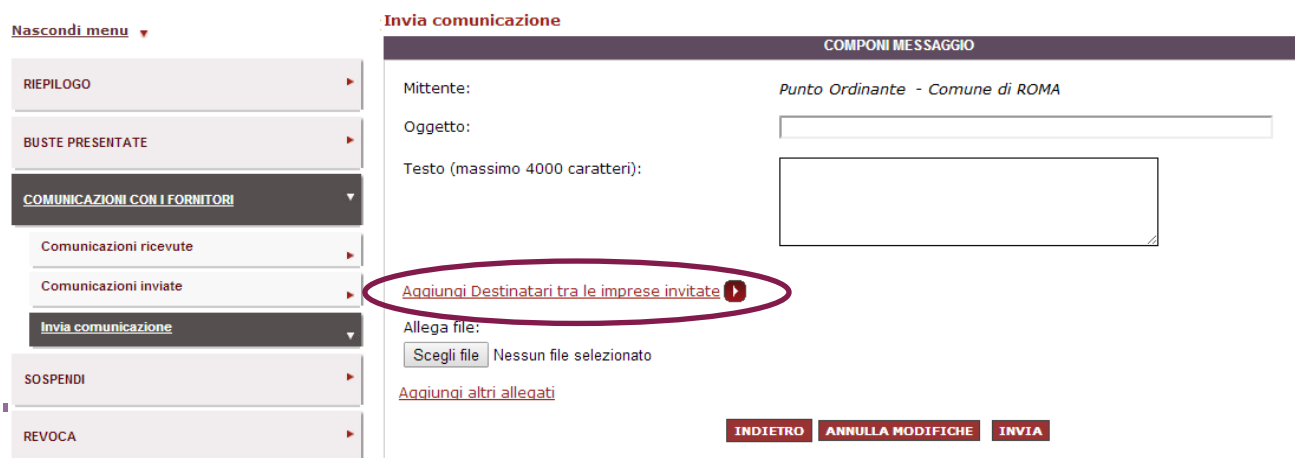 Nascondi menu
RIEPILOGO
BUSTE PRESENTATE
COMUNICAZIONI CON I FORNITORI
Comunicazioni ricevute
Comunicazioni inviate
Invia comunicazione
SOSPENDI
REVOCA
Invia comunicazione
COMPONI MESSAGGIO
Mittente: Punto Ordinante - Comune di ROMA
Oggetto:
Testo (massimo 4000 caratteri):
Aggiungi Destinatari tra le imprese invitate
Allega file:
Scegli file Nessun file selezionato
Aggiungi altri allegati
INDIETRO ANNULLA MODIFICHE INVIA